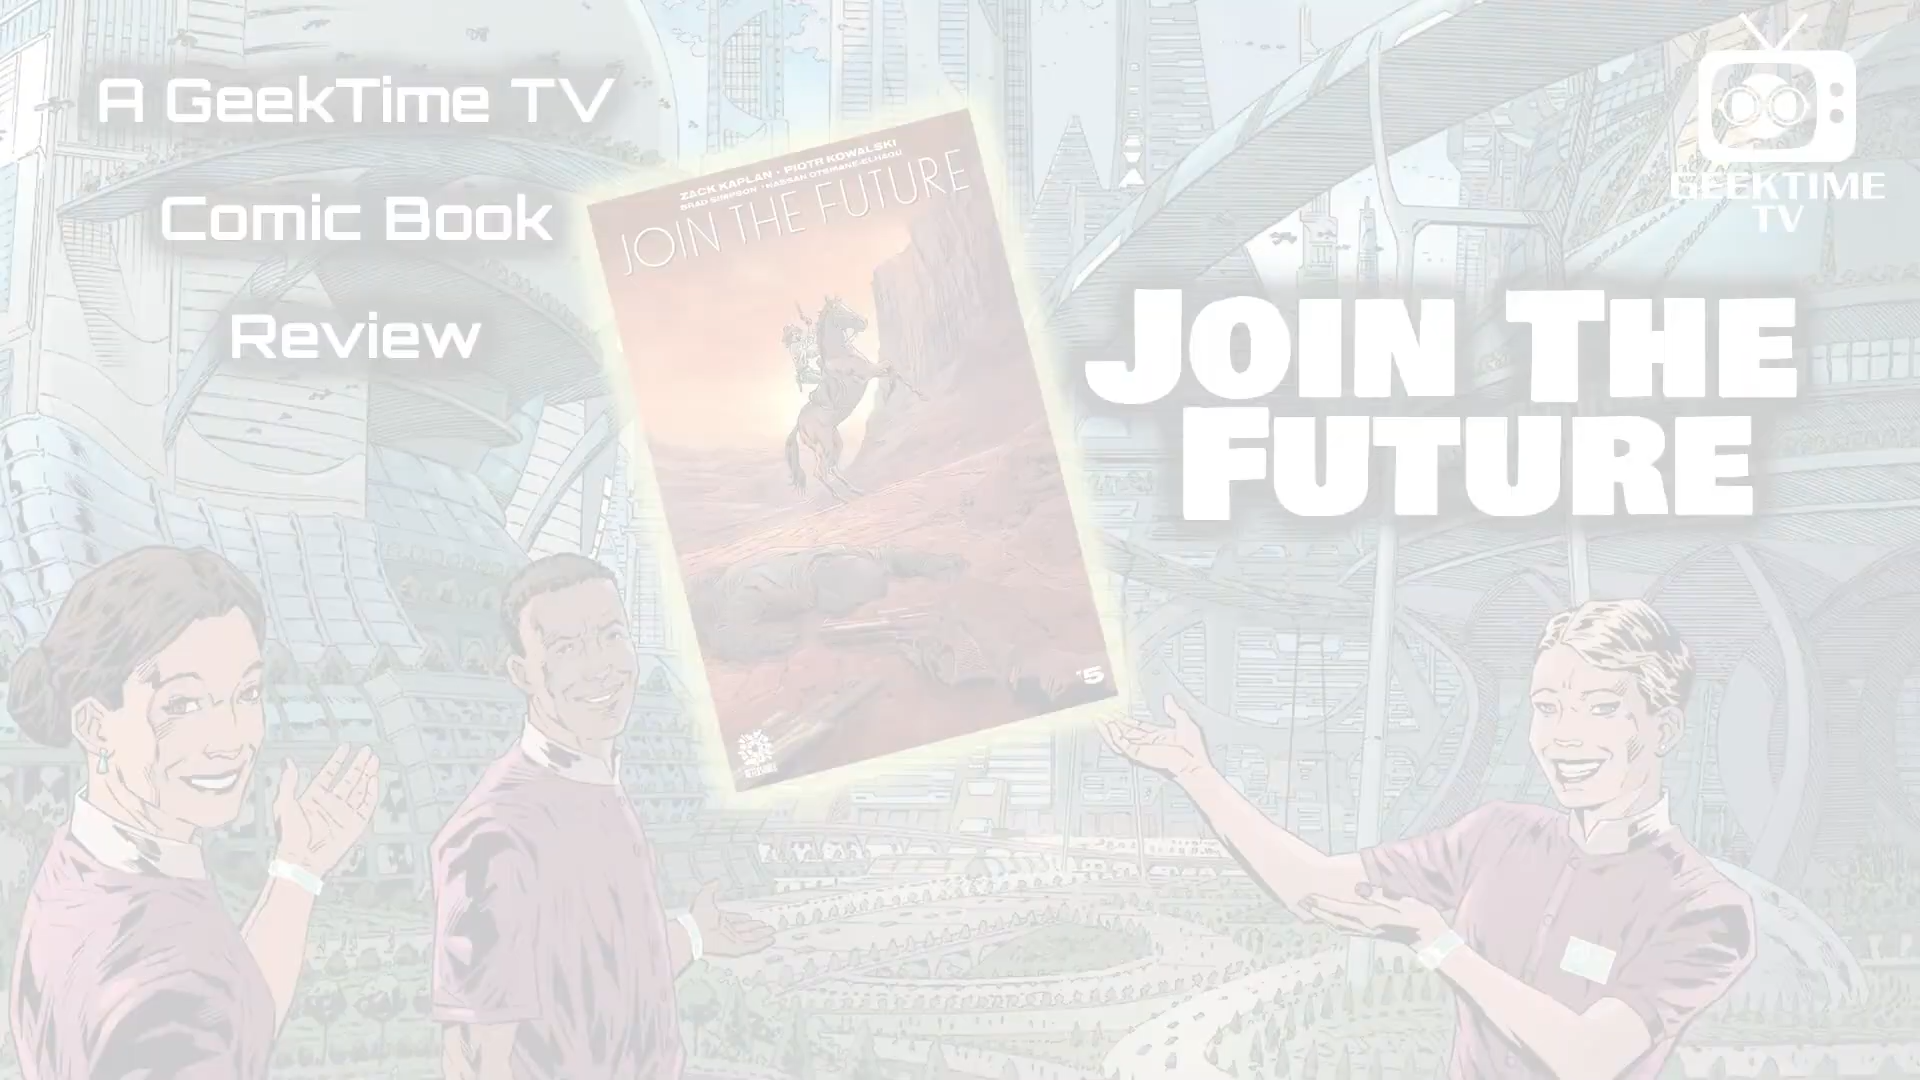 A GeekTime TV
Comic Book
Review
ZACK KAPLAN · PIOTR KOWALSKI
BRAD SIMPSON · HASSAN OTSMANE-ELHAOU
JOIN THE FUTURE
#5
AFTERSHOCK
GEEKTIME
TV
JOIN THE
FUTURE